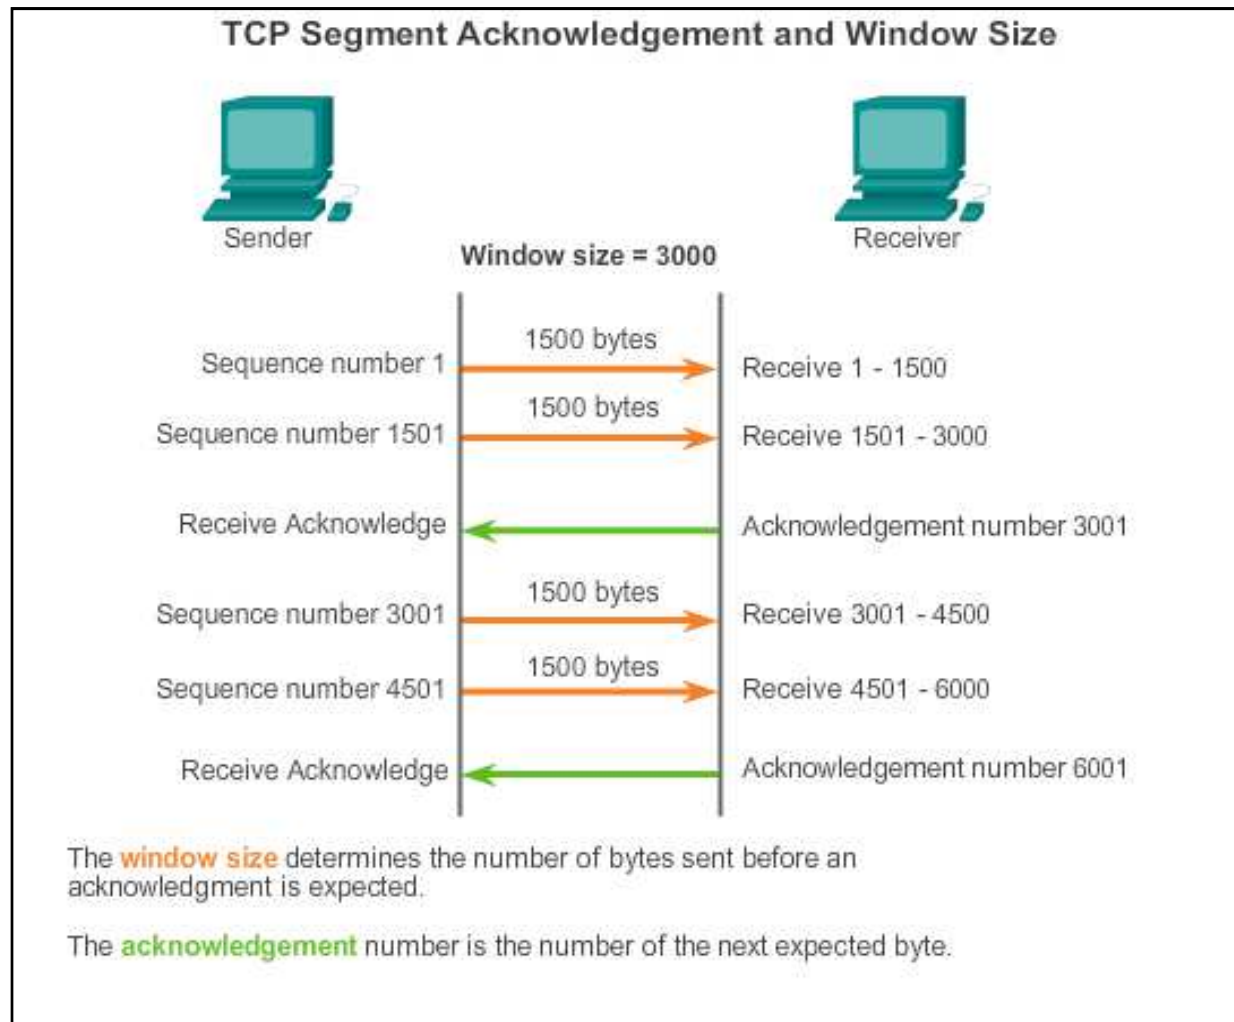 TCP Segment Acknowledgement and Window Size
Sender
Receiver
Window size = 3000
1500 bytes
Sequence number 1
Receive 1 - 1500
1500 bytes
Sequence number 1501
Receive 1501 - 3000
Receive Acknowledge
Acknowledgement number 3001
1500 bytes
Sequence number 3001
Receive 3001 - 4500
1500 bytes
Sequence number 4501
Receive 4501 - 6000
Receive Acknowledge
Acknowledgement number 6001
The window size determines the number of bytes sent before an
acknowledgment is expected.
The acknowledgement number is the number of the next expected byte.